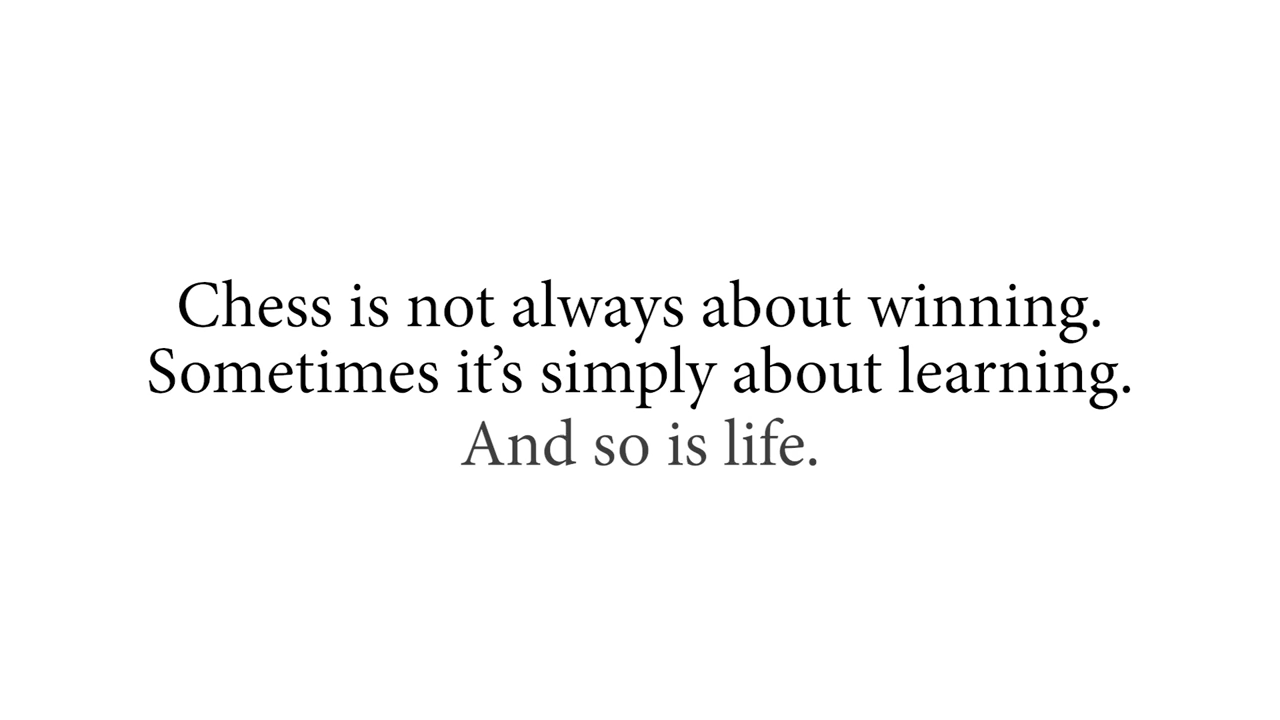 Chess is not always about winning.
Sometimes it’s simply about learning.
And so is life.